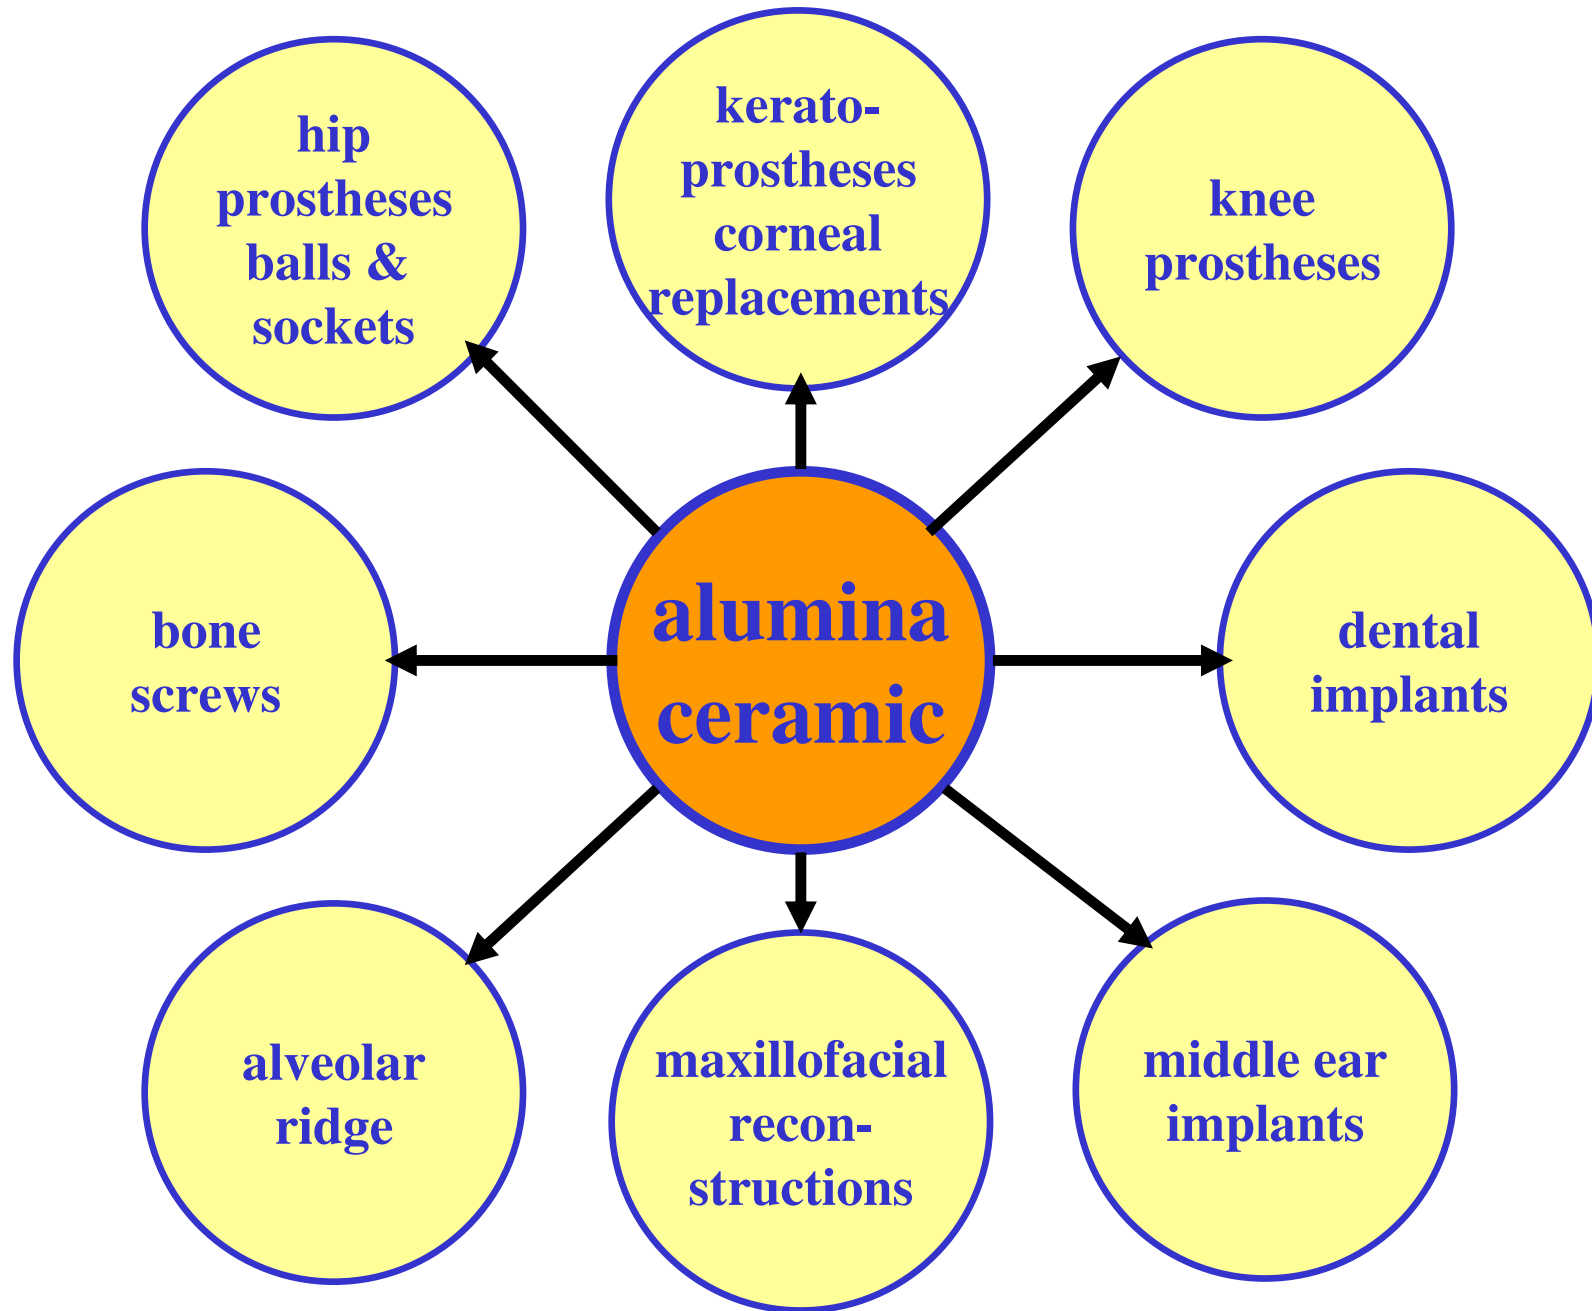 hip
prostheses
balls &
sockets
kerato-
prostheses
corneal
replacements
knee
prostheses
bone
screws
alumina
ceramic
dental
implants
alveolar
ridge
maxillofacial
recon-
structions
middle ear
implants